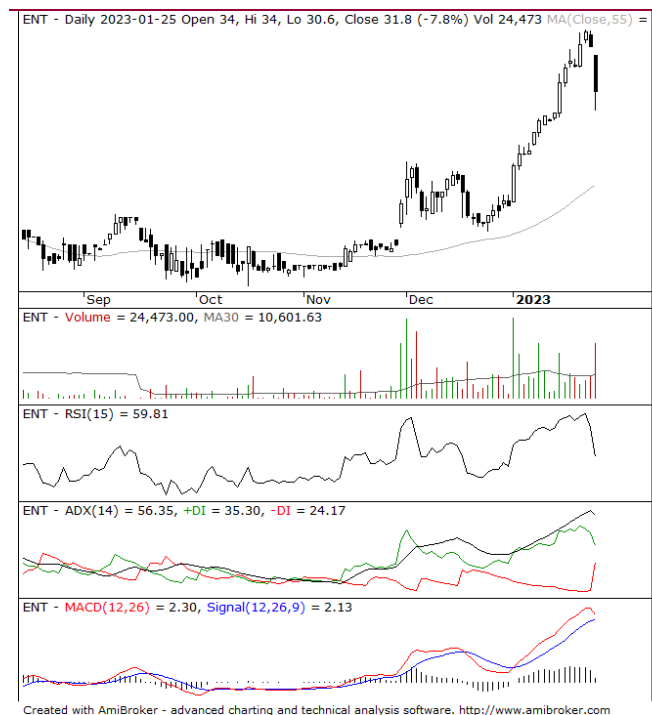 ENT - Daily 2023-01-25 Open 34, Hi 34, Lo 30.6, Close 31.8 (-7.8%) Vol 24,473 MA(Close,55) =
Sep Oct Nov Dec 2023
ENT - Volume = 24,473.00, MA30 = 10,601.63
ENT - RSI(15) = 59.81
ENT - ADX(14) = 56.35, +DI = 35.30, -DI = 24.17
ENT - MACD(12,26) = 2.30, Signal(12,26,9) = 2.13
Created with AmiBroker - advanced charting and technical analysis software. http://www.amibroker.com